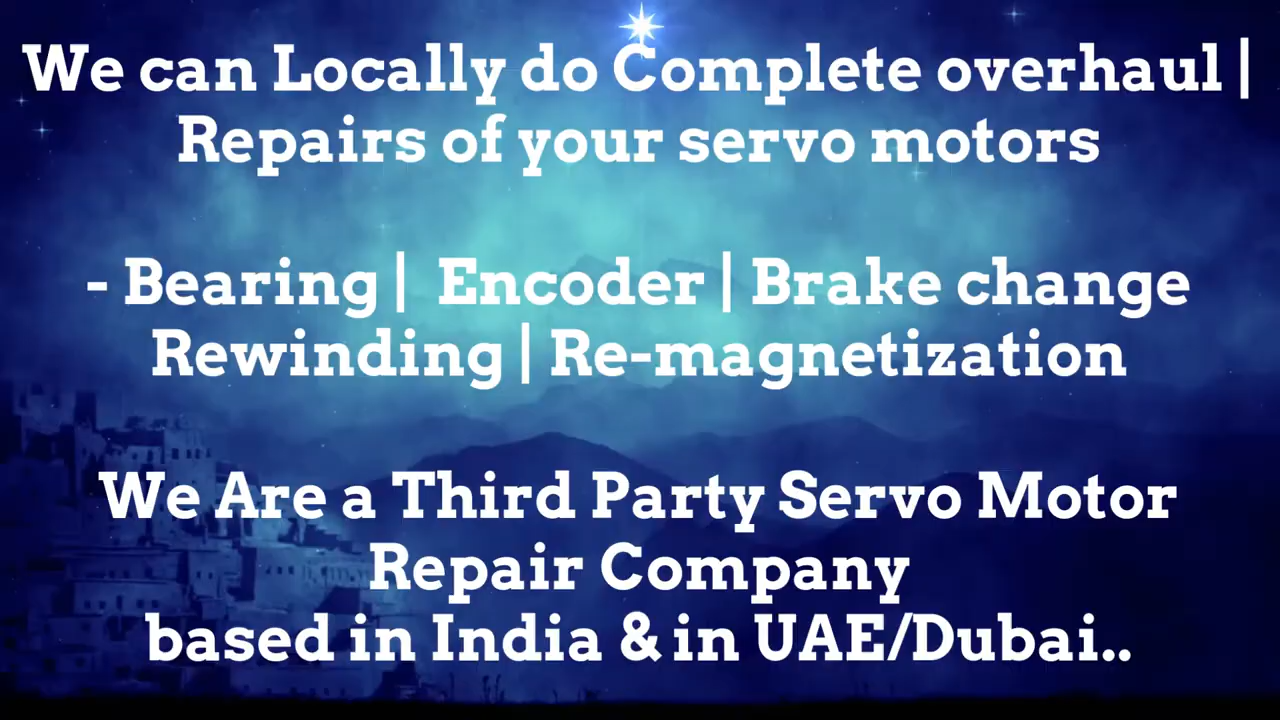 We can Locally do Complete overhaul |
Repairs of your servo motors
- Bearing | Encoder | Brake change
Rewinding | Re-magnetization
We Are a Third Party Servo Motor
Repair Company
based in India & in UAE/Dubai..